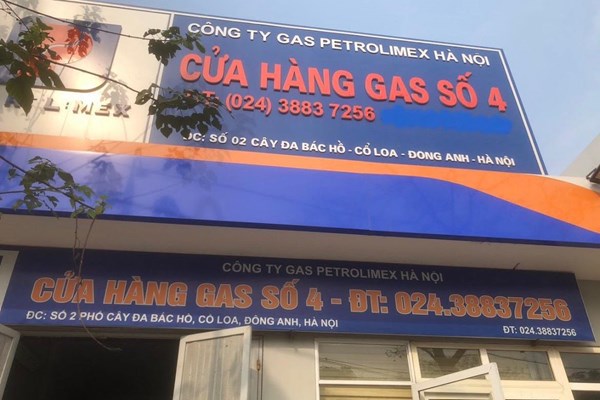 CÔNG TY GAS PETROLIMEX HÀ NỘI
CỬA HÀNG GAS SỐ 4
ĐT: (024) 3883 7256
ĐC: SỐ 02 CÂY ĐA BÁC HỒ - CỔ LOA - ĐONG ANH - HÀ NỘI
CÔNG TY GAS PETROLIMEX HÀ NỘI
CỬA HÀNG GAS SỐ 4 - ĐT: 024.38837256
ĐC: SỐ 2 PHỐ CÂY ĐA BÁC HỒ, CỔ LOA, ĐÔNG ANH, HÀ NỘI
ĐT: 024.38837256